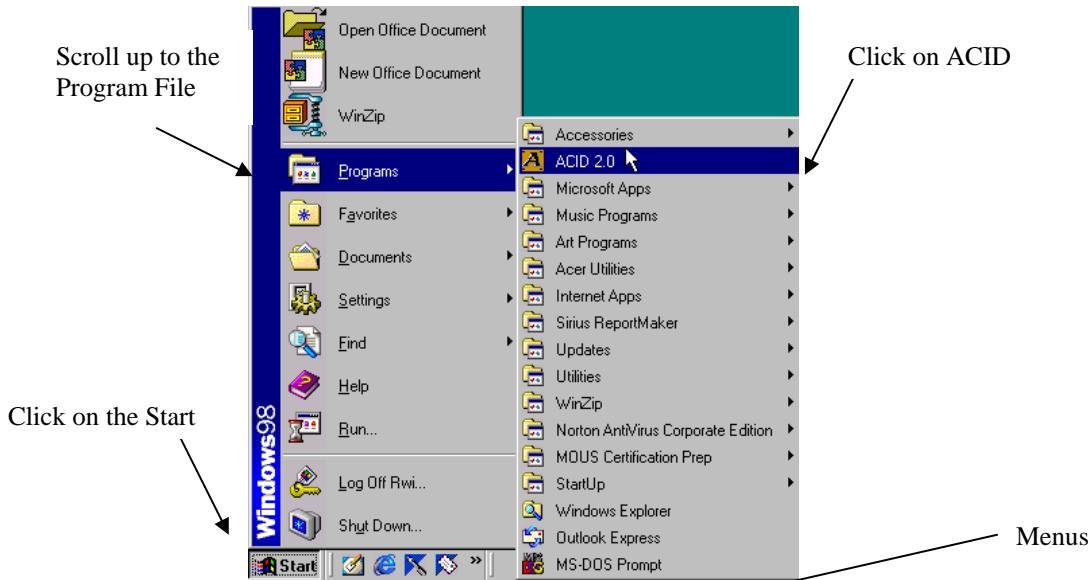 Scroll up to the
Program File
Click on ACID
Click on the Start
Menus
Open Office Document
New Office Document
WinZip
Programs
Favorites
Documents
Settings
Find
Help
Run...
Log Off Rwi...
Shut Down...
Windows98
Start
»
Accessories
ACID 2.0
Microsoft Apps
Music Programs
Art Programs
Acer Utilities
Internet Apps
Sirius ReportMaker
Updates
Utilities
WinZip
Norton AntiVirus Corporate Edition
MOUS Certification Prep
StartUp
Windows Explorer
Outlook Express
MS-DOS Prompt